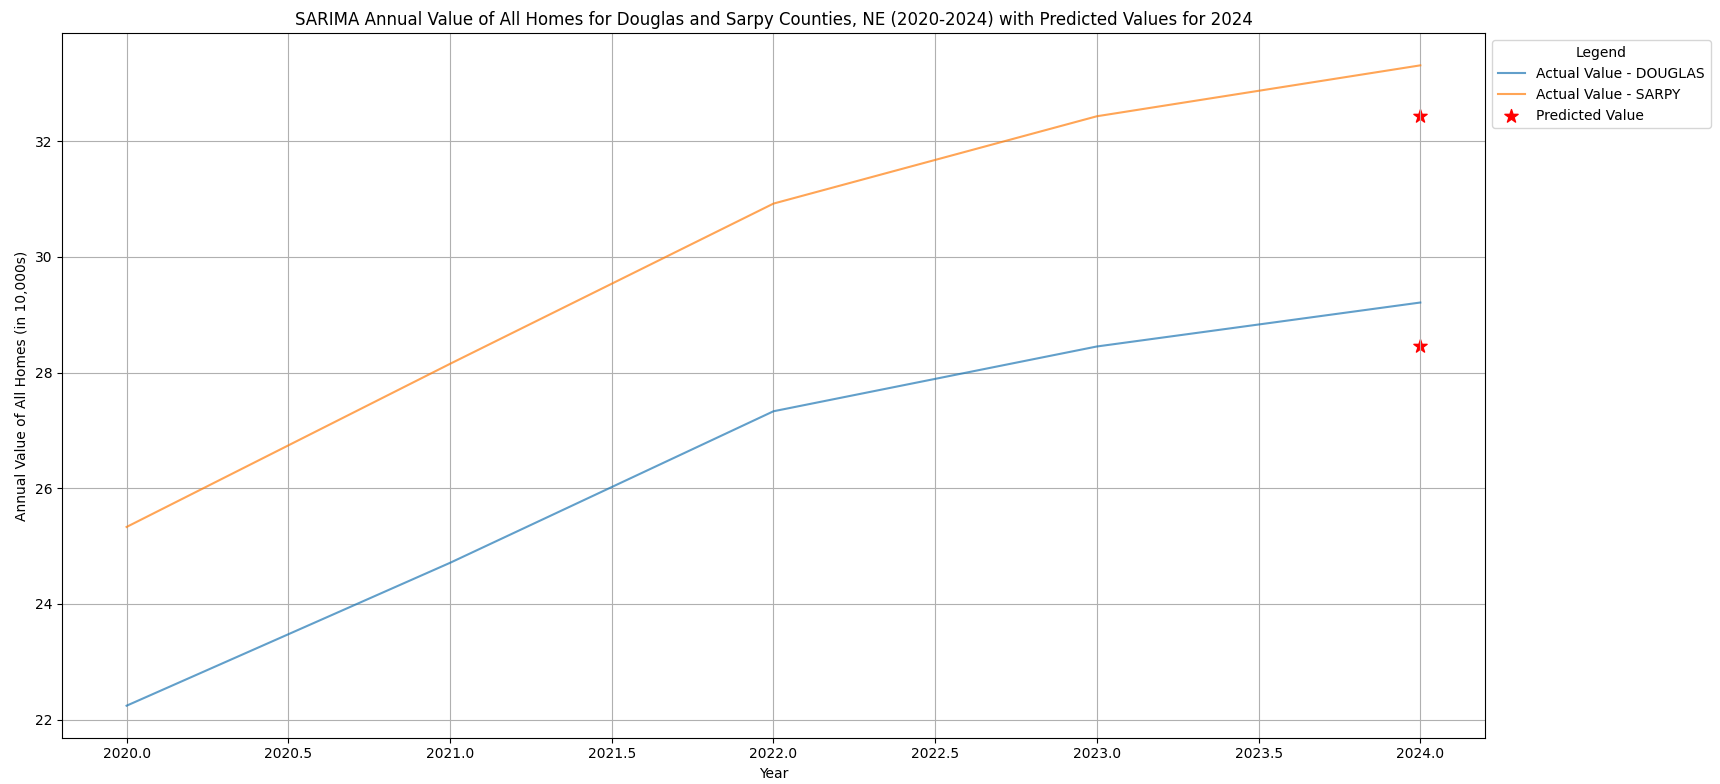 SARIMA Annual Value of All Homes for Douglas and Sarpy Counties, NE (2020-2024) with Predicted Values for 2024
Legend
Actual Value - DOUGLAS
Actual Value - SARPY
Predicted Value
Annual Value of All Homes (in 10,000s)
32
30
28
26
24
22
2020.0 2020.5 2021.0 2021.5 2022.0 2022.5 2023.0 2023.5 2024.0
Year